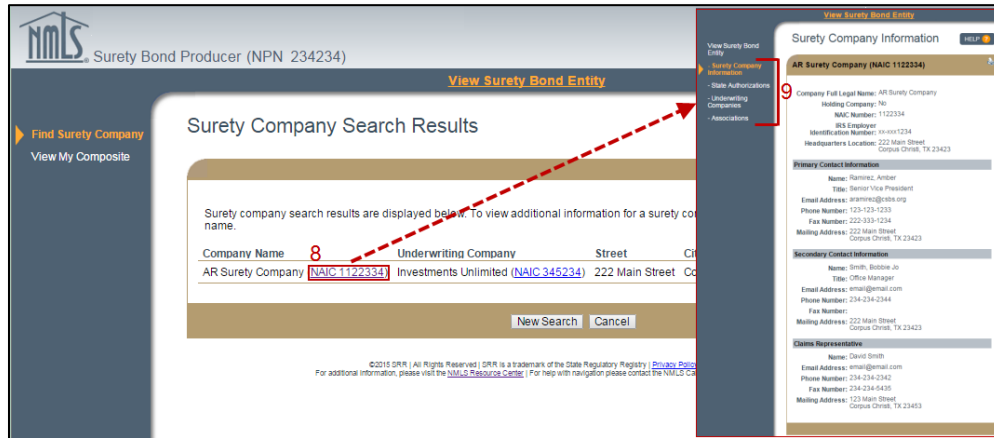 NMLS
Surety Bond Producer (NPN 234234)
View Surety Bond Entity
Find Surety Company
View My Composite
Surety Company Search Results
Surety company search results are displayed below. To view additional information for a surety
name.
Company Name
8
Underwriting Company
Street
AR Surety Company (NAIC 1122334) Investments Unlimited (NAIC 345234) 222 Main Street
New Search Cancel
©2015 SRR | All Rights Reserved | SRR is a trademark of the State Regulatory Registry | Privacy Policy
For additional information, please visit the NMLS Resource Center | For help with navigation please contact the NMLS
View Surety Bond Entity
View Surety Bond
Entity
- Surety Company
Information
- State Authorizations
- Underwriting
Companies
- Associations
9
Surety Company Information
HELP ?
AR Surety Company (NAIC 1122334)
Company Full Legal Name: AR Surety Company
Holding Company: No
NAIC Number: 1122334
IRS Employer
Identification Number: xx-xxx1234
Headquarters Location: 222 Main Street
Corpus Christi, TX 23423
Primary Contact Information
Name: Ramirez, Amber
Title: Senior Vice President
Email Address: aramirez@csbs.org
Phone Number: 123-123-1233
Fax Number: 222-333-1234
Mailing Address: 222 Main Street
Corpus Christi, TX 23423
Secondary Contact Information
Name: Smith, Bobbie Jo
Title: Office Manager
Email Address: email@email.com
Phone Number: 234-234-2344
Fax Number:
Mailing Address: 222 Main Street
Corpus Christi, TX 23423
Claims Representative
Name: David Smith
Email Address: email@email.com
Phone Number: 234-234-2342
Fax Number: 234-234-5435
Mailing Address: 123 Main Street
Corpus Christi, TX 23453